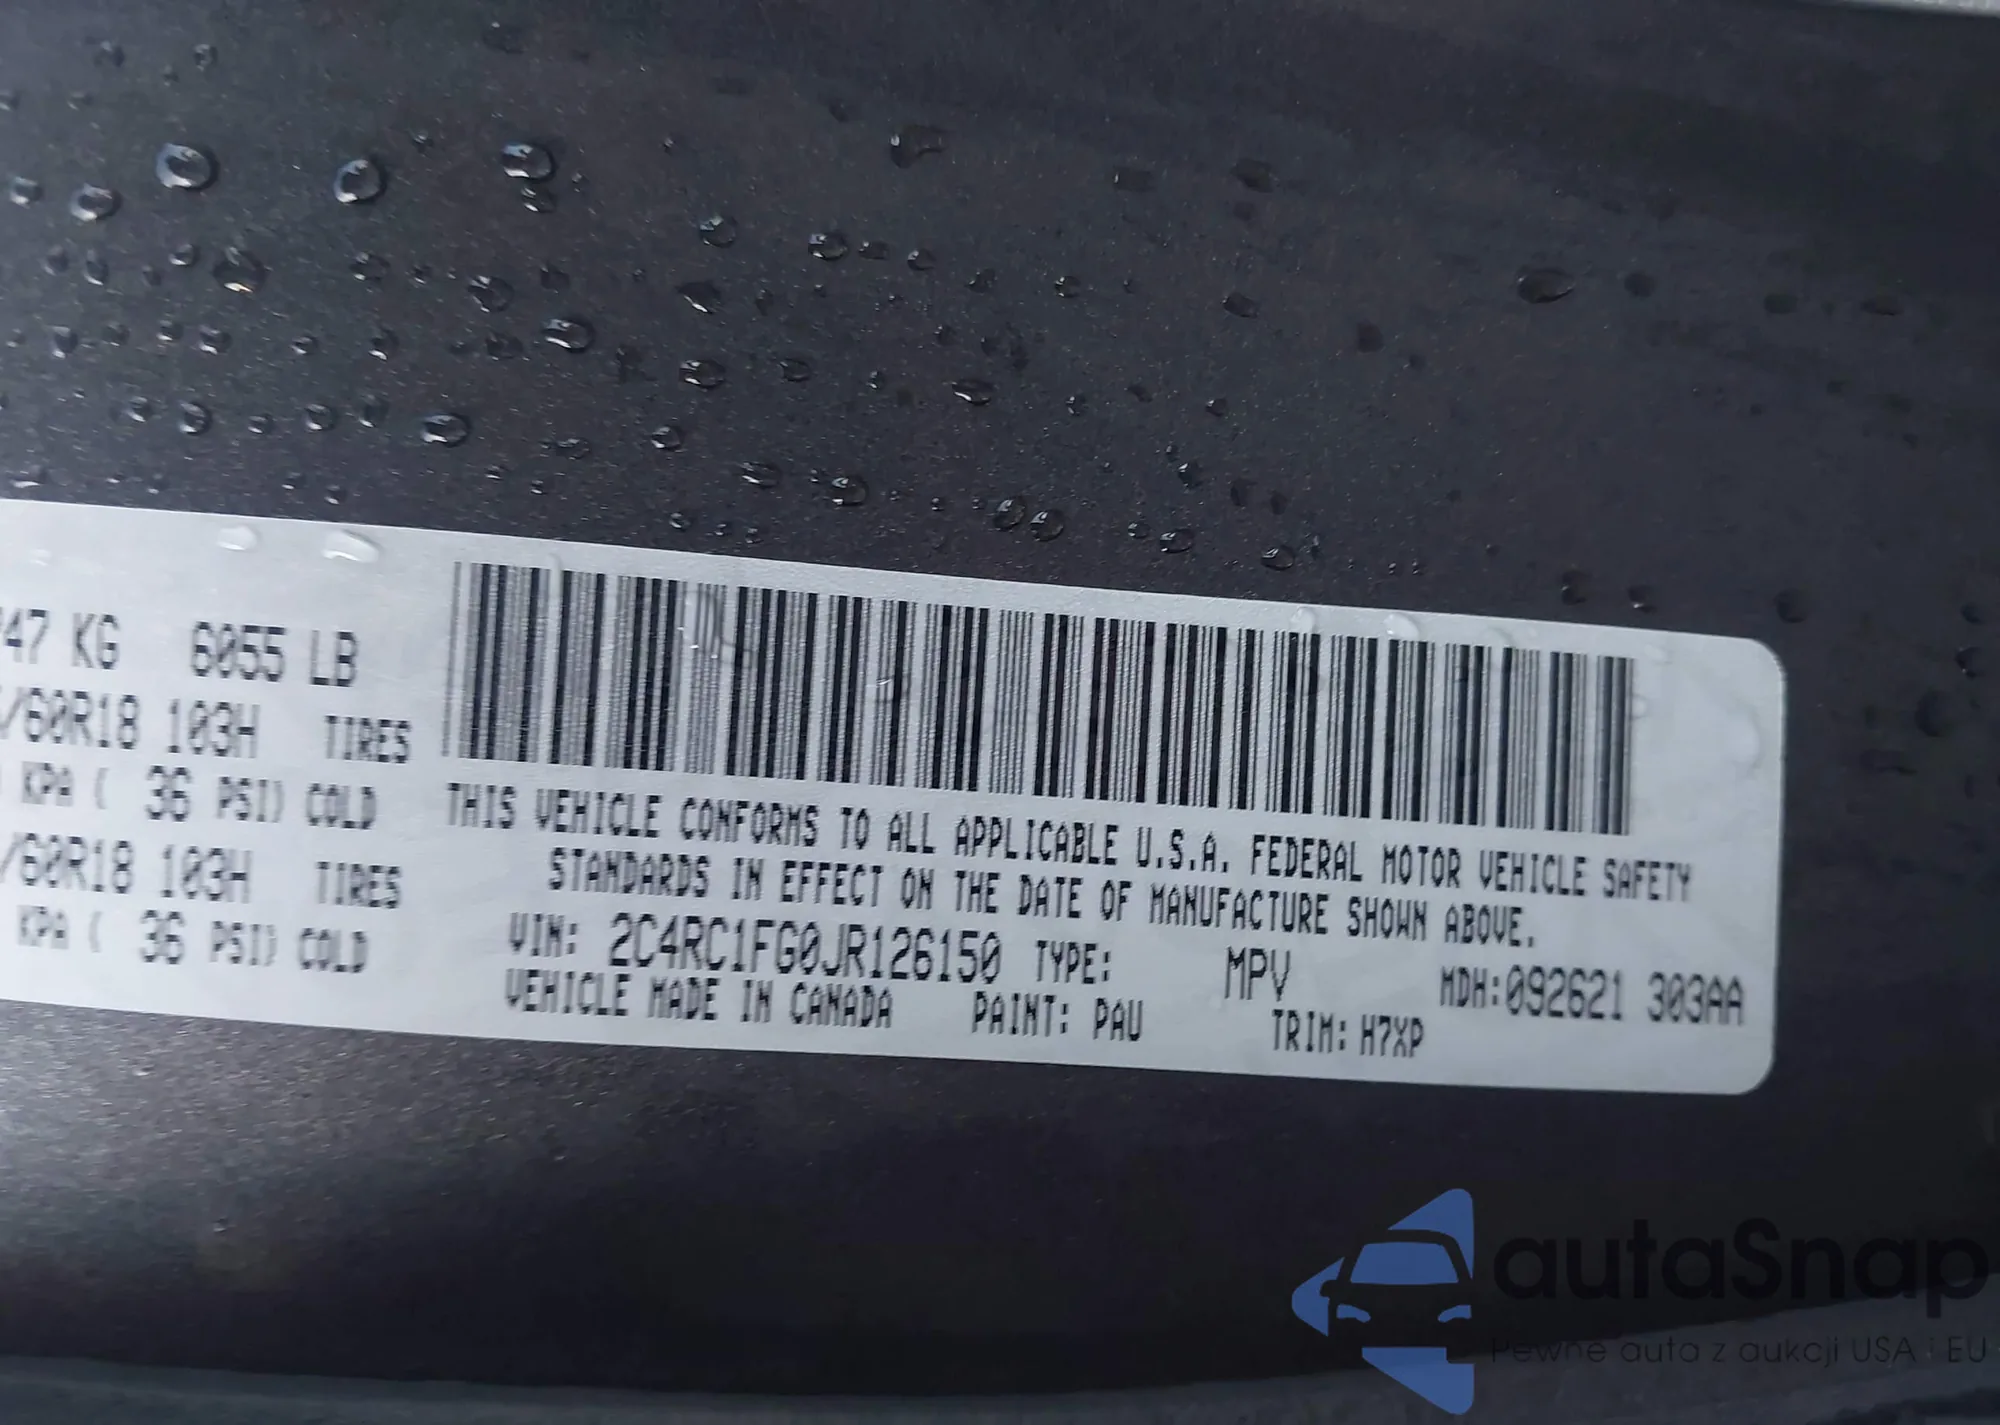 47 KG 6055 LB
/60R18 103H TIRES
KPA ( 36 PSI) COLD
/60R18 103H TIRES
KPA ( 36 PSI) COLD
THIS VEHICLE CONFORMS TO ALL APPLICABLE U.S.A. FEDERAL MOTOR VEHICLE SAFETY
STANDARDS IN EFFECT ON THE DATE OF MANUFACTURE SHOWN ABOVE.
VIN: 2C4RC1FG0JR126150 TYPE: MPV MDH:092621 303AA
VEHICLE MADE IN CANADA PAINT: PAU TRIM: H7XP
autaSnap
Pewne auta z aukcji USA i EU